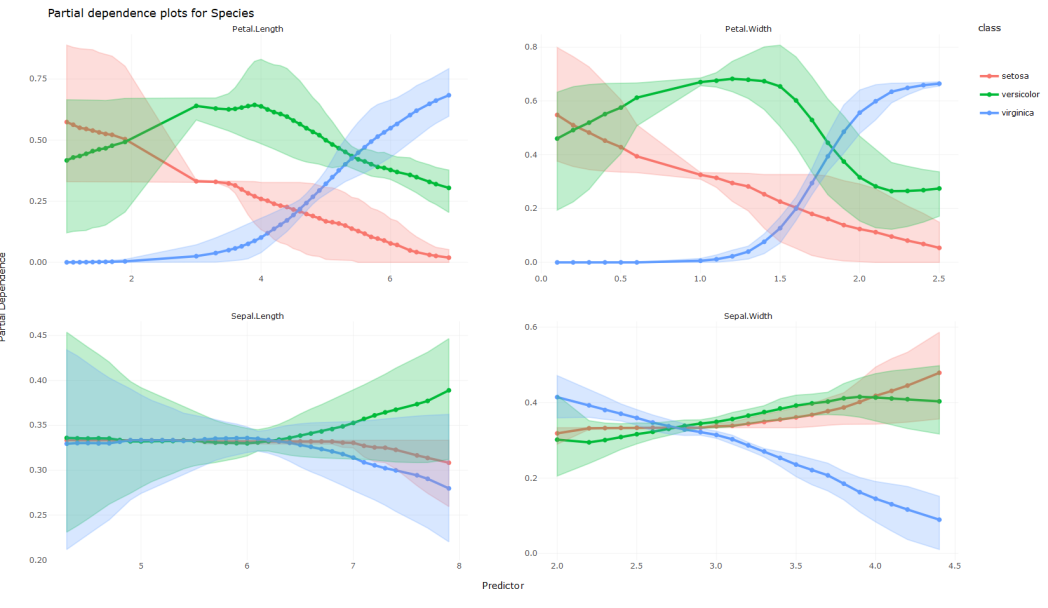 Partial dependence plots for Species
Petal.Length
Petal.Width
class
setosa
versicolor
virginica
0.75
0.50
0.25
0.00
2 4 6
0.8
0.6
0.4
0.2
0.0
0.0 0.5 1.0 1.5 2.0 2.5
Partial Dependence
Sepal.Length
Sepal.Width
0.45
0.40
0.35
0.30
0.25
0.20
5 6 7 8
0.6
0.4
0.2
0.0
2.0 2.5 3.0 3.5 4.0 4.5
Predictor